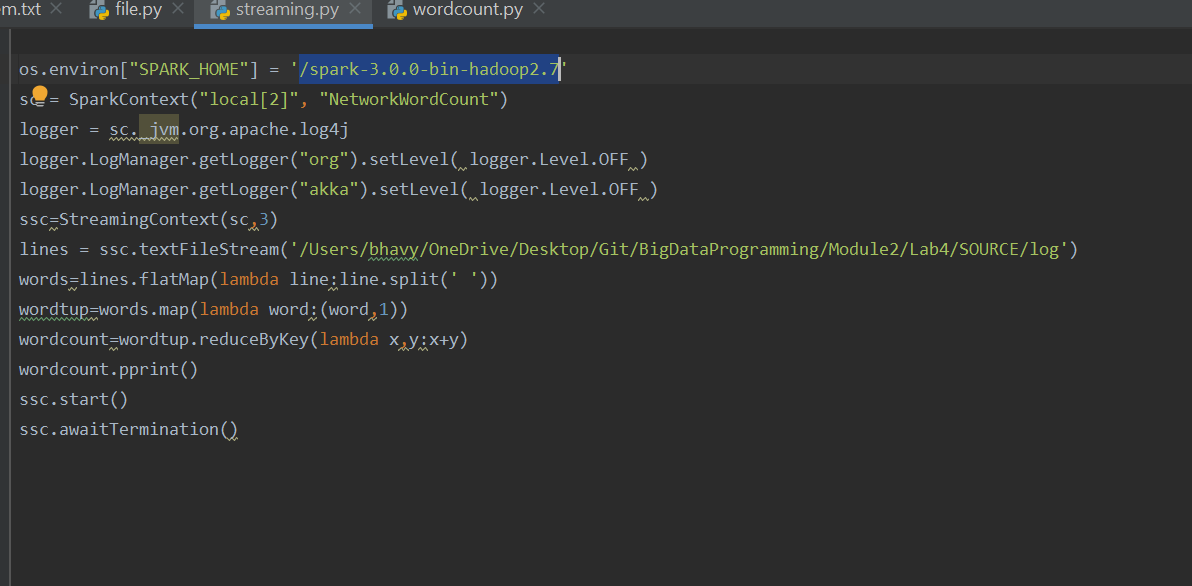 m.txt × file.py × streaming.py × wordcount.py ×
os.environ["SPARK_HOME"] = '/spark-3.0.0-bin-hadoop2.7'
= SparkContext("local[2]", "NetworkWordCount")
logger = sc._jvm.org.apache.log4j
logger.LogManager.getLogger("org").setLevel( logger.Level.OFF )
logger.LogManager.getLogger("akka").setLevel( logger.Level.OFF )
ssc=StreamingContext(sc,3)
lines = ssc.textFileStream('/Users/bhavy/OneDrive/Desktop/Git/BigDataProgramming/Module2/Lab4/SOURCE/log')
words=lines.flatMap(lambda line:line.split(' '))
wordtup=words.map(lambda word:(word,1))
wordcount=wordtup.reduceByKey(lambda x,y:x+y)
wordcount.pprint()
ssc.start()
ssc.awaitTermination()